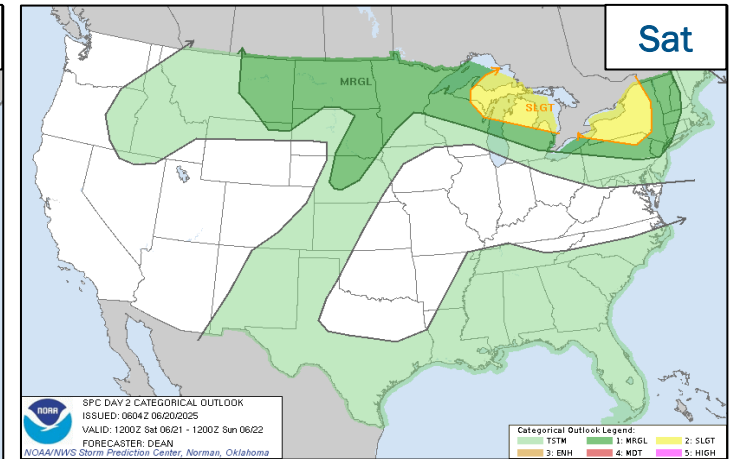 Sat
MRGL
SLGT
NOAA
SPC DAY 2 CATEGORICAL OUTLOOK
ISSUED: 0604Z 06/20/2025
VALID: 1200Z Sat 06/21 - 1200Z Sun 06/22
FORECASTER: DEAN
NOAA/NWS Storm Prediction Center, Norman, Oklahoma
Categorical Outlook Legend:
TSTM 1: MRGL 2: SLGT
3: ENH 4: MDT 5: HIGH